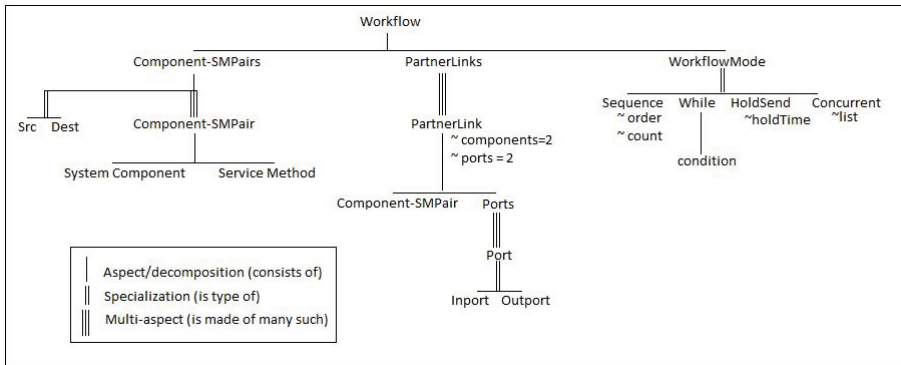 Workflow
Component-SMPairs PartnerLinks WorkflowMode
Sequence While HoldSend Concurrent
~ order ~holdTime ~list
~ count
Src Dest Component-SMPair PartnerLink
~ components=2
~ ports = 2
condition
System Component Service Method
Component-SMPair Ports
Port
Inport Outport
Aspect/decomposition (consists of)
Specialization (is type of)
Multi-aspect (is made of many such)